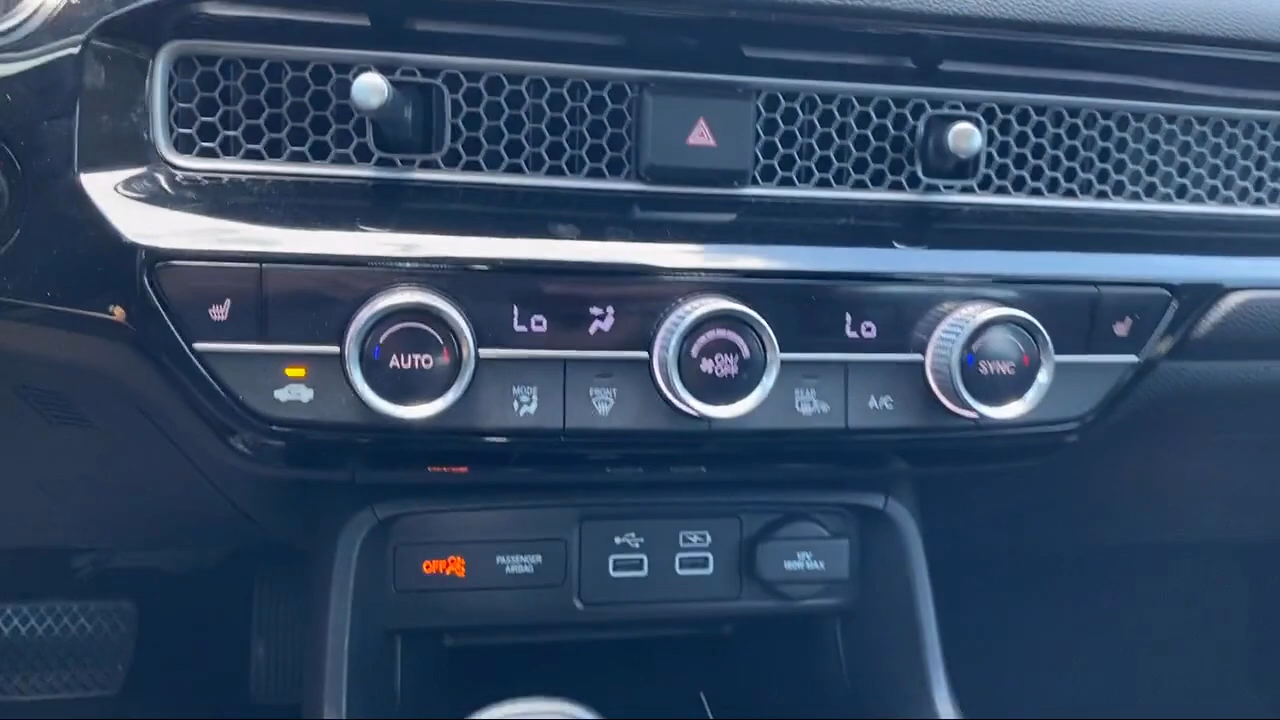 Lo
Lo
AUTO
ON/
OFF
SYNC
MODE
FRONT
REAR
A/C
OFF
PASSENGER
AIRBAG
12V
180W MAX